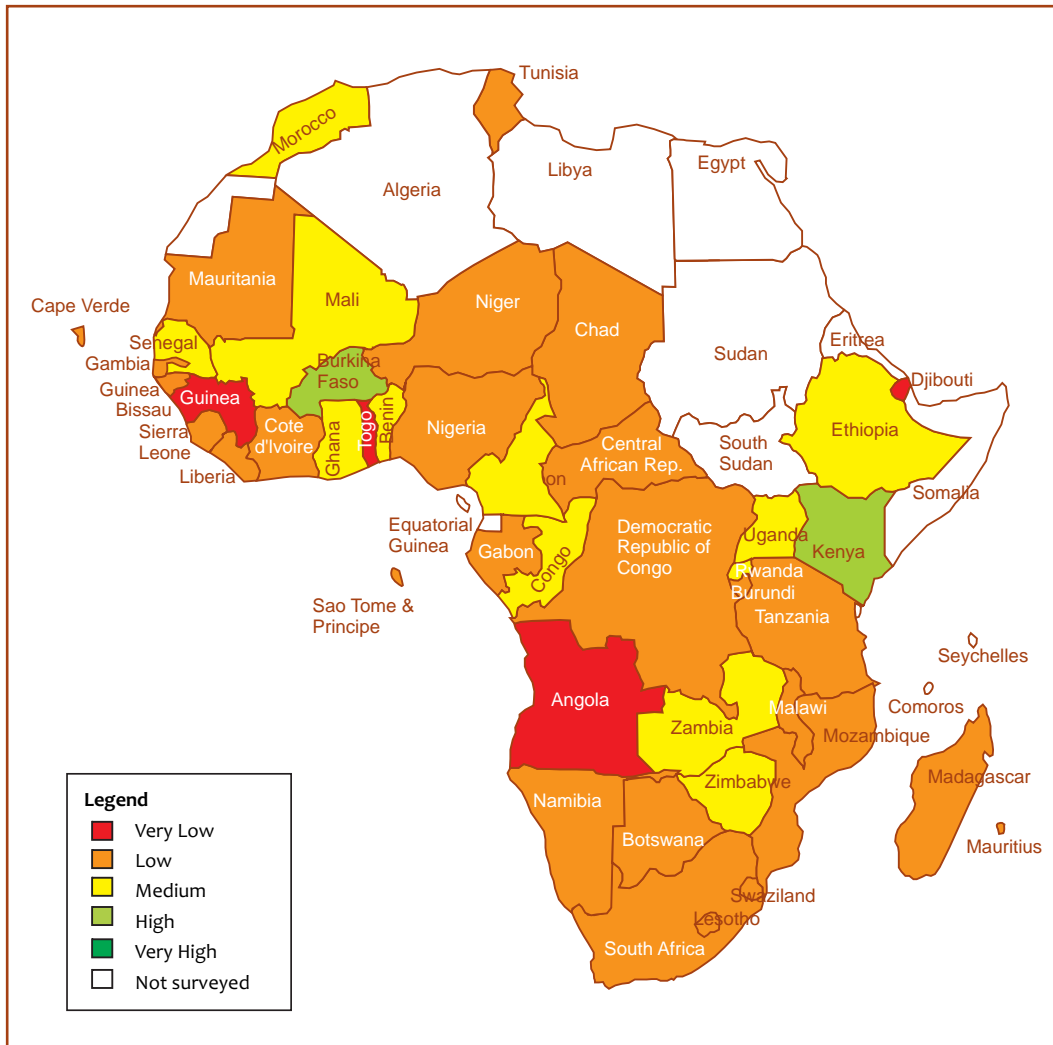 Tunisia
Morocco
Algeria
Libya
Egypt
Mauritania
Mali
Niger
Chad
Sudan
Eritrea
Cape Verde
Senegal
Gambia
Guinea
Bissau
Guinea
Sierra
Leone
Liberia
Cote
d'Ivoire
Burkina
Faso
Ghana
Togo
Benin
Nigeria
on
Central
African Rep.
South
Sudan
Djibouti
Ethiopia
Somalia
Equatorial
Guinea
Gabon
Congo
Democratic
Republic of
Congo
Uganda
Kenya
Rwanda
Burundi
Tanzania
Sao Tome &
Principe
Seychelles
Comoros
Angola
Zambia
Malawi
Mozambique
Zimbabwe
Madagascar
Mauritius
Namibia
Botswana
Swaziland
Lesotho
South Africa
Legend
Very Low
Low
Medium
High
Very High
Not surveyed